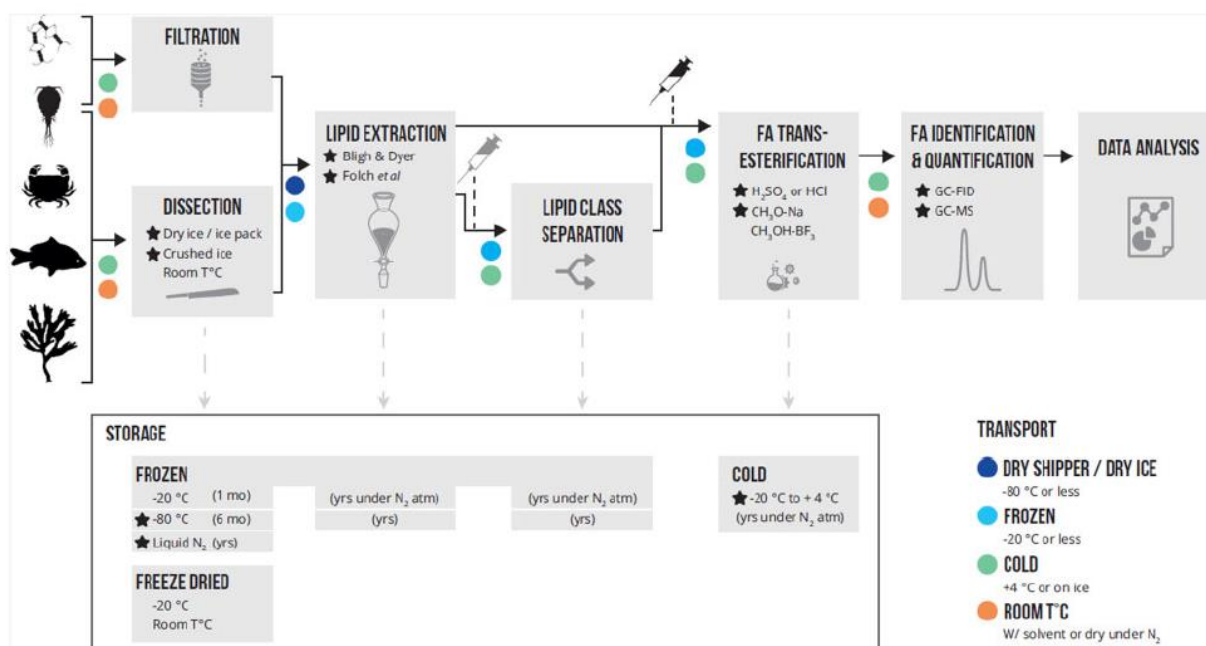 FILTRATION
DISSECTION
★ Dry ice / ice pack
★ Crushed ice
Room T°C
LIPID EXTRACTION
★ Bligh & Dyer
★ Folch et al
LIPID CLASS
SEPARATION
FA TRANS-
ESTERIFICATION
★ H₂SO₄ or HCl
★ CH₃O-Na
CH₃OH-BF₃
FA IDENTIFICATION
& QUANTIFICATION
★ GC-FID
★ GC-MS
DATA ANALYSIS
STORAGE
FROZEN
-20 °C (1 mo)
★ -80 °C (6 mo)
★ Liquid N₂ (yrs)
(yrs under N₂ atm)
(yrs)
(yrs under N₂ atm)
(yrs)
COLD
★ -20 °C to + 4 °C
(yrs under N₂ atm)
FREEZE DRIED
-20 °C
Room T°C
TRANSPORT
DRY SHIPPER / DRY ICE
-80 °C or less
FROZEN
-20 °C or less
COLD
+4 °C or on ice
ROOM T°C
W/ solvent or dry under N₂